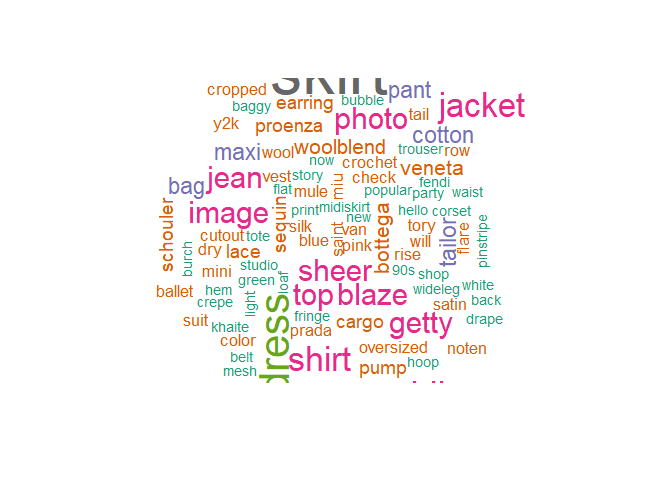 skirt
cropped
pant
baggy
earring
bubble
jacket
y2k
proenza
photo
tail
cotton
maxi
wool
woolblend
trouser
row
now
crochet
veneta
bag
jean
vest
story
miu
check
fendi
flat
mule
popular
party
waist
image
sequin
print
midiskirt
new
hello
corset
schouler
silk
saint
van
bottega
tory
flare
pinstripe
cutout
tote
blue
pink
will
tailor
burch
dry
lace
rise
mini
studio
sheer
90s
shop
green
loaf
ballet
hem
top
blaze
wideleg
white
crepe
light
satin
back
suit
khaite
dress
fringe
cargo
getty
drape
color
prada
belt
shirt
oversized
noten
mesh
pump
hoop